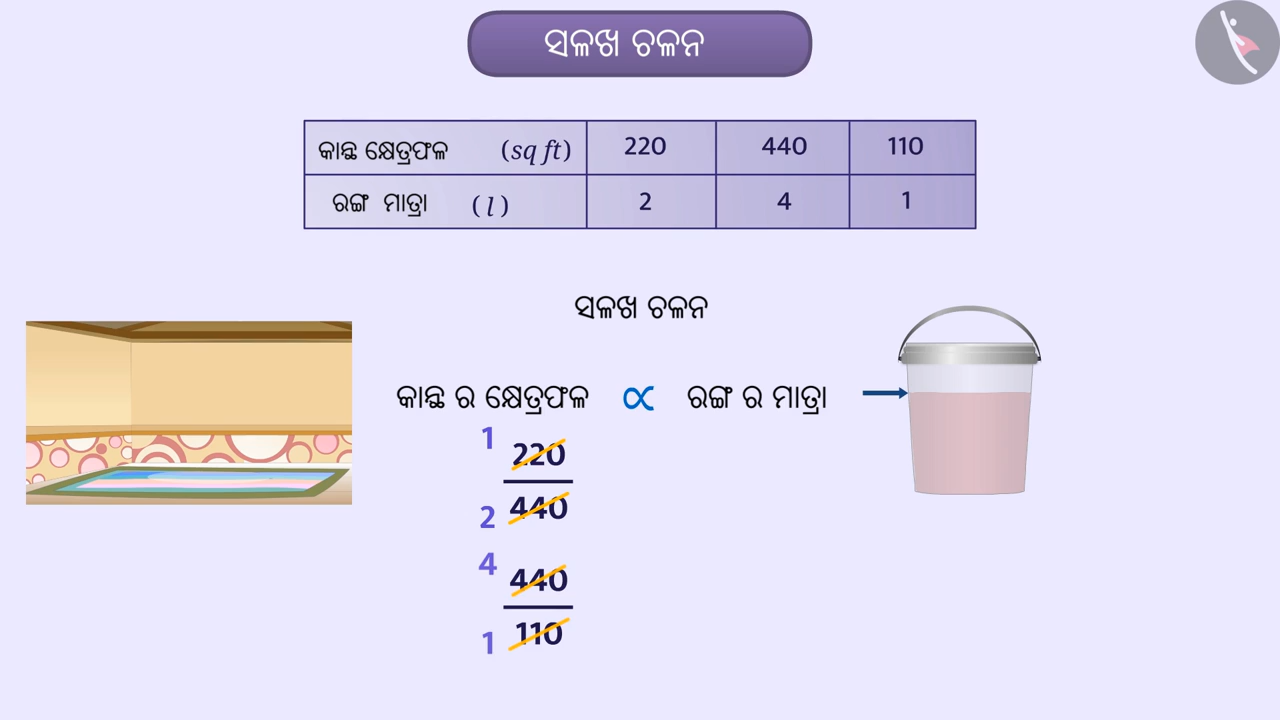 ସଳଖ ଚଳନ
କାନ୍ଥ କ୍ଷେତ୍ରଫଳ (sq ft) 220 440 110
ରଙ୍ଗ ମାତ୍ରା ( l ) 2 4 1
ସଳଖ ଚଳନ
କାନ୍ଥ ର କ୍ଷେତ୍ରଫଳ ∝ ରଙ୍ଗ ର ମାତ୍ରା
1 220
2 440
4 440
1 110